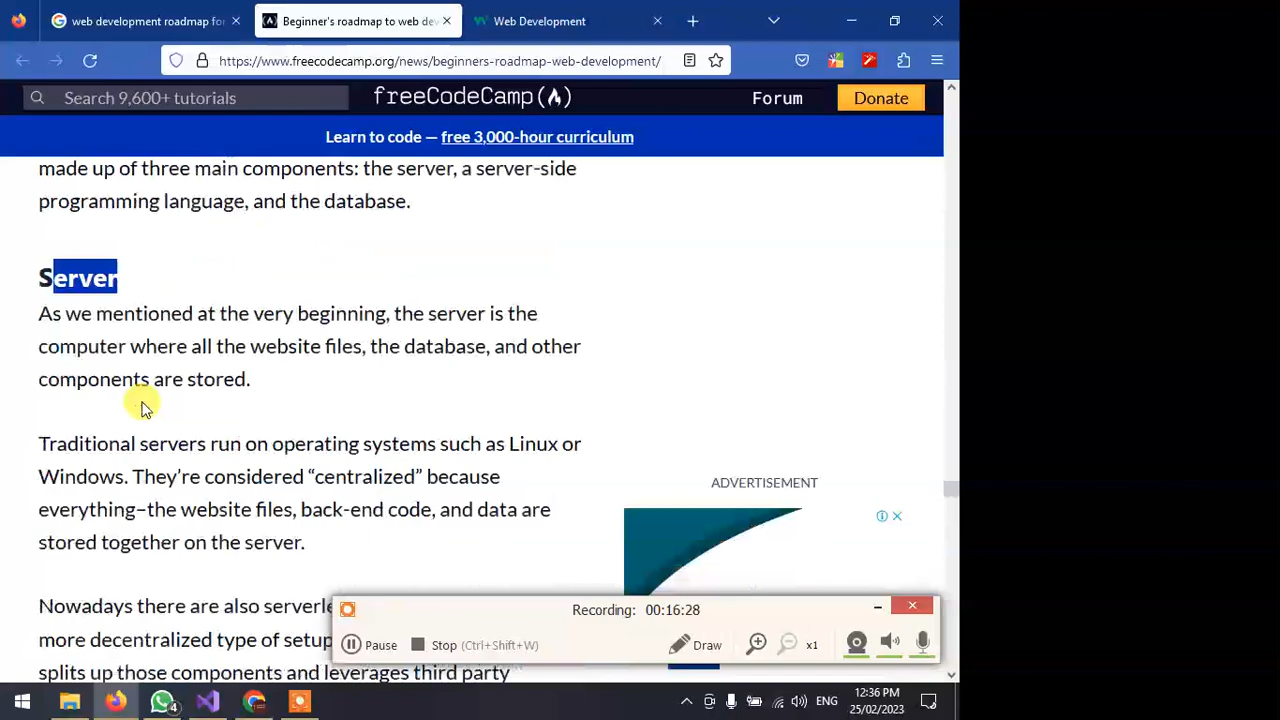 web development roadmap for
Beginner's roadmap to web dev
Web Development
https://www.freecodecamp.org/news/beginners-roadmap-web-development/
Search 9,600+ tutorials
freeCodeCamp
Forum
Donate
Learn to code — free 3,000-hour curriculum
made up of three main components: the server, a server-side
programming language, and the database.
Server
As we mentioned at the very beginning, the server is the
computer where all the website files, the database, and other
components are stored.
Traditional servers run on operating systems such as Linux or
Windows. They're considered “centralized” because
everything–the website files, back-end code, and data are
stored together on the server.
ADVERTISEMENT
Nowadays there are also serverle
more decentralized type of setup
splits up those components and leverages third party
Recording: 00:16:28
Pause
Stop (Ctrl+Shift+W)
Draw
x1
4
ENG
12:36 PM
25/02/2023